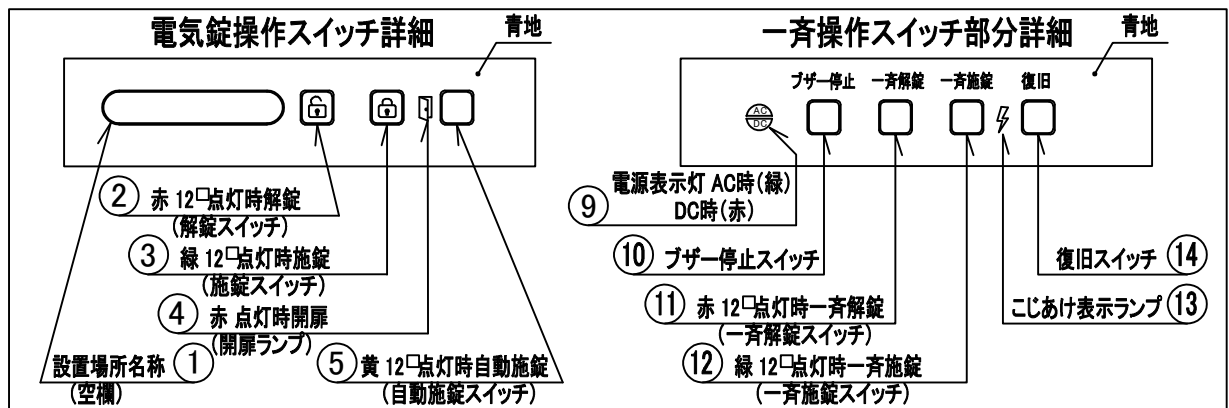 電気錠操作スイッチ詳細
青地
② 赤 12□点灯時解錠
(解錠スイッチ)
③ 緑 12□点灯時施錠
(施錠スイッチ)
④ 赤 点灯時開扉
(開扉ランプ)
設置場所名称 ①
(空欄)
⑤ 黄 12□点灯時自動施錠
(自動施錠スイッチ)
一斉操作スイッチ部分詳細
青地
ブザー停止 一斉解錠 一斉施錠 復旧
AC
DC
⑨ 電源表示灯 AC時(緑)
DC時(赤)
⑩ ブザー停止スイッチ
復旧スイッチ ⑭
⑪ 赤 12□点灯時一斉解錠
(一斉解錠スイッチ)
こじあけ表示ランプ ⑬
⑫ 緑 12□点灯時一斉施錠
(一斉施錠スイッチ)